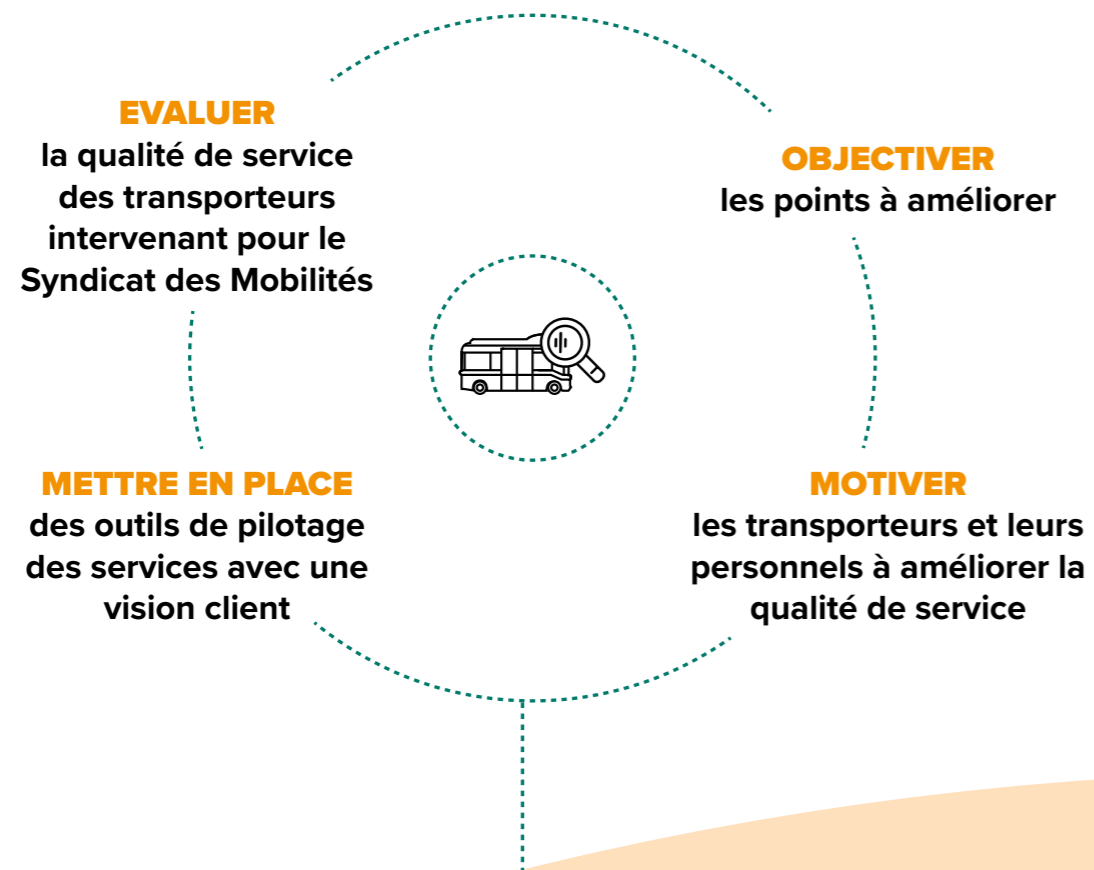 EVALUER
la qualité de service
des transporteurs
intervenant pour le
Syndicat des Mobilités
OBJECTIVER
les points à améliorer
METTRE EN PLACE
des outils de pilotage
des services avec une
vision client
MOTIVER
les transporteurs et leurs
personnels à améliorer la
qualité de service